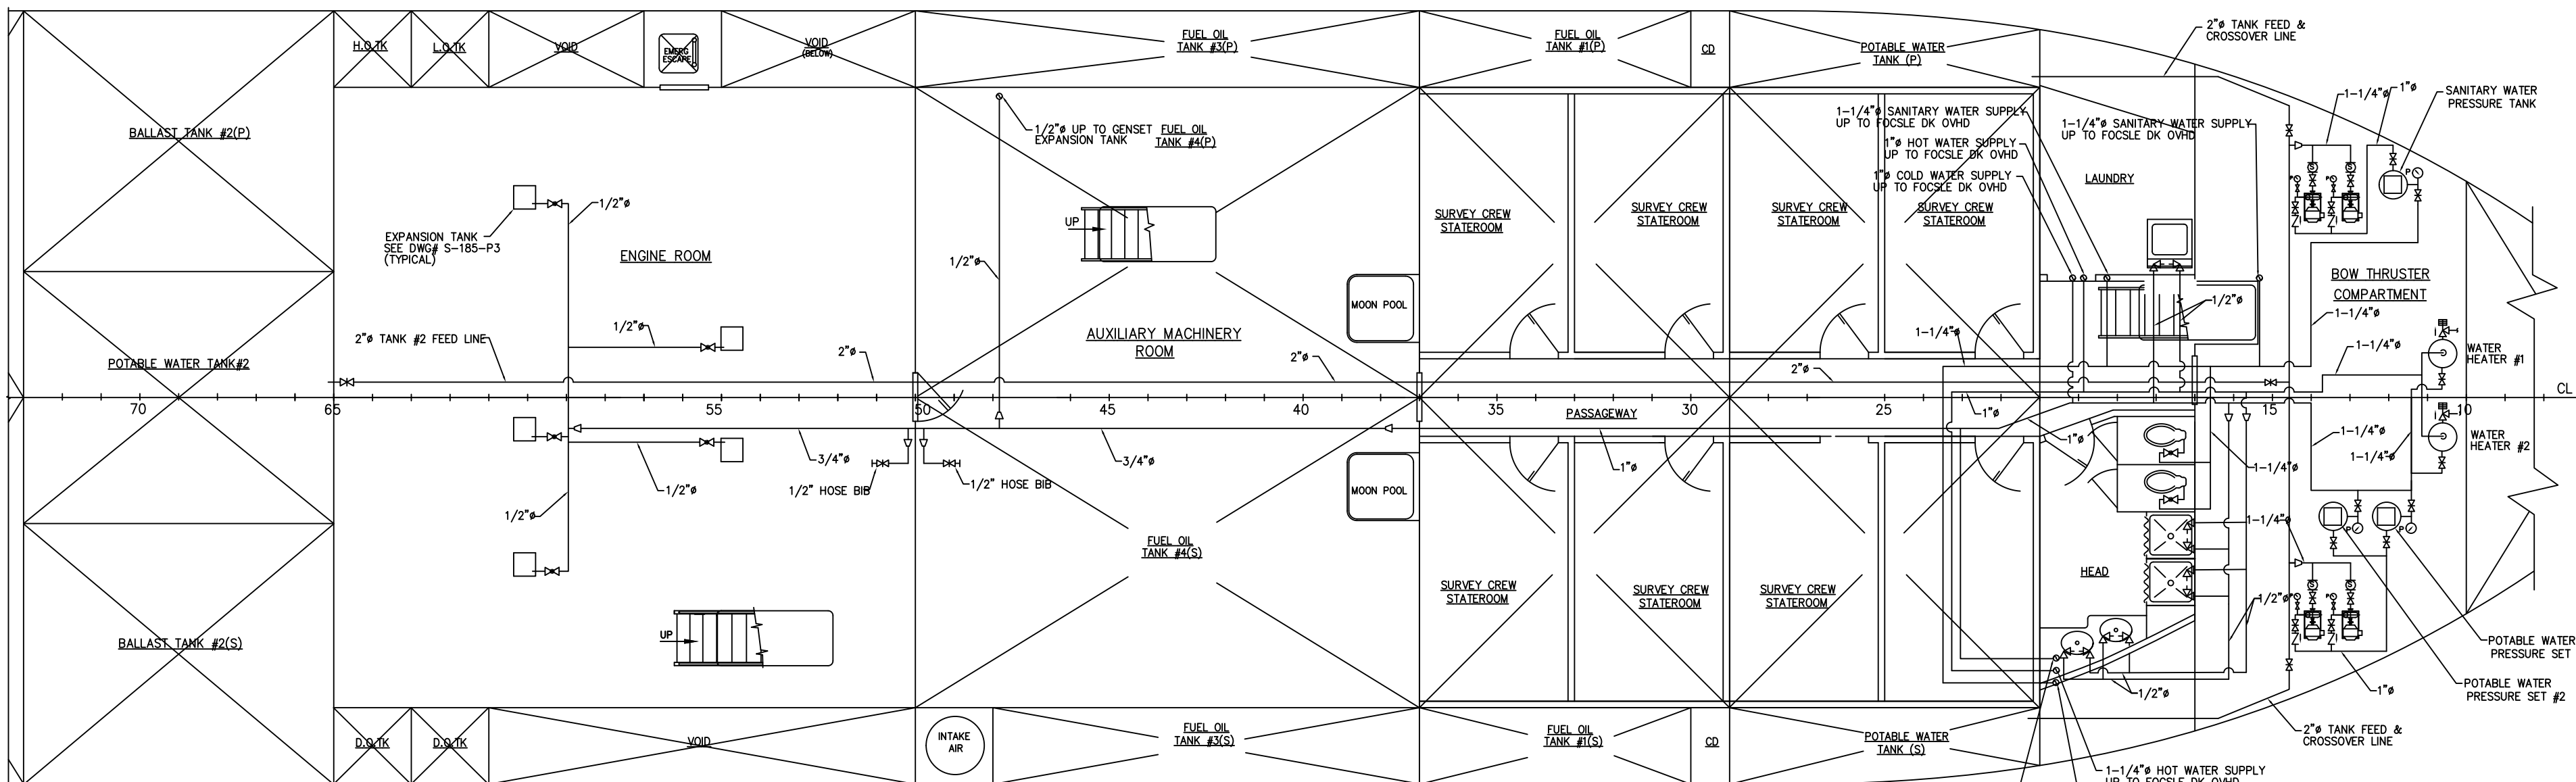 H.O.TK
L.O.TK
VOID
EMERG
ESCAPE
VOID
(BELOW)
FUEL OIL
TANK #3(P)
FUEL OIL
TANK #1(P)
CD
POTABLE WATER
TANK (P)
2"ø TANK FEED &
CROSSOVER LINE
BALLAST TANK #2(P)
1/2"ø UP TO GENSET
EXPANSION TANK
FUEL OIL
TANK #4(P)
1-1/4"ø SANITARY WATER SUPPLY
UP TO FOCSLE DK OVHD
1"ø HOT WATER SUPPLY
UP TO FOCSLE DK OVHD
1"ø COLD WATER SUPPLY
UP TO FOCSLE DK OVHD
1-1/4"ø SANITARY WATER SUPPLY
UP TO FOCSLE DK OVHD
LAUNDRY
1-1/4"ø
1"ø
SANITARY WATER
PRESSURE TANK
S
S
P
P
P
1/2"ø
EXPANSION TANK
SEE DWG# S-185-P3
(TYPICAL)
ENGINE ROOM
1/2"ø
UP
MOON POOL
SURVEY CREW
STATEROOM
SURVEY CREW
STATEROOM
SURVEY CREW
STATEROOM
SURVEY CREW
STATEROOM
1/2"ø
BOW THRUSTER
COMPARTMENT
1-1/4"ø
1-1/4"ø
1-1/4"ø
WATER
HEATER #1
2"ø TANK #2 FEED LINE
1/2"ø
2"ø
AUXILIARY MACHINERY
ROOM
2"ø
2"ø
POTABLE WATER TANK#2
CL
70
65
55
50
45
40
35
30
25
15
10
PASSAGEWAY
1"ø
1"ø
1"ø
WATER
HEATER #2
3/4"ø
3/4"ø
1/2"ø
1/2"ø
1/2" HOSE BIB
1/2" HOSE BIB
MOON POOL
1-1/4"ø
1-1/4"ø
1-1/4"ø
1-1/4"ø
P
P
FUEL OIL
TANK #4(S)
SURVEY CREW
STATEROOM
SURVEY CREW
STATEROOM
SURVEY CREW
STATEROOM
HEAD
1/2"ø
S
S
P
P
BALLAST TANK #2(S)
UP
POTABLE WATER
PRESSURE SET
POTABLE WATER
PRESSURE SET #2
1/2"ø
1"ø
D.O.TK
D.O.TK
VOID
INTAKE
AIR
FUEL OIL
TANK #3(S)
FUEL OIL
TANK #1(S)
CD
POTABLE WATER
TANK (S)
2"ø TANK FEED &
CROSSOVER LINE
1-1/4"ø HOT WATER SUPPLY
UP TO FOCSLE DK OVHD